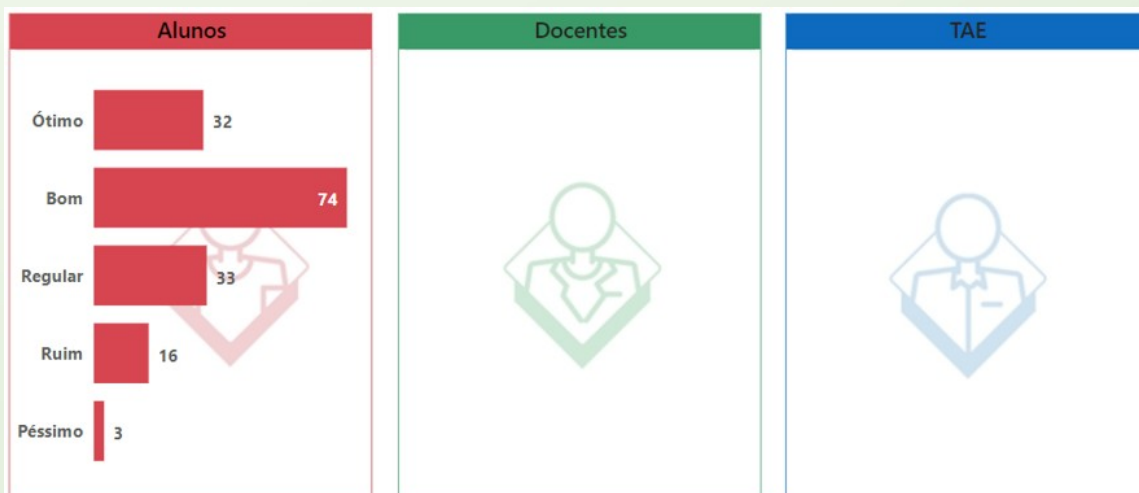 Alunos
Docentes
TAE
Ótimo 32
Bom 74
Regular 33
Ruim 16
Péssimo 3